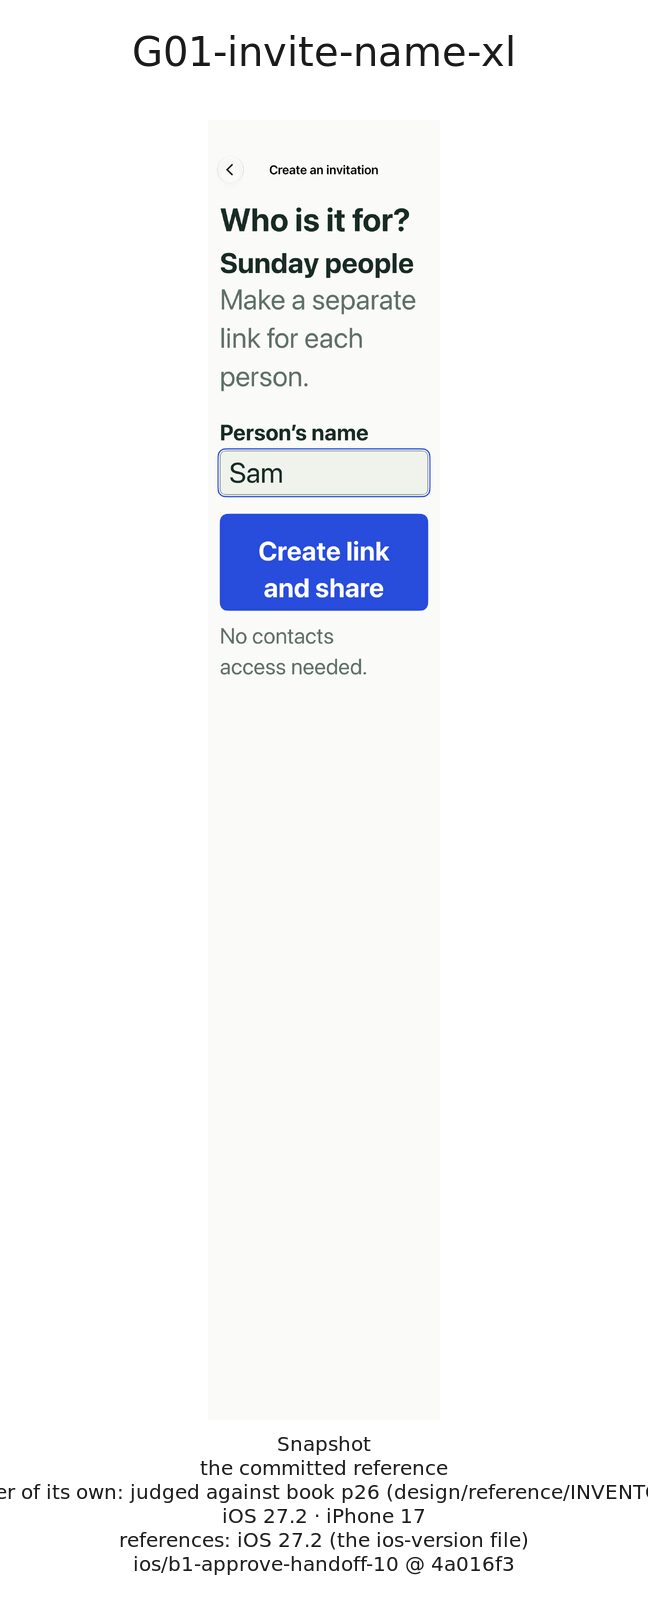 G01-invite-name-xl
Create an invitation
Who is it for?
Sunday people
Make a separate
link for each
person.
Person’s name
Sam
Create link
and share
No contacts
access needed.
Snapshot
the committed reference
of its own: judged against book p26 (design/reference/
iOS 27.2 · iPhone 17
references: iOS 27.2 (the ios-version file)
ios/b1-approve-handoff-10 @ 4a016f3